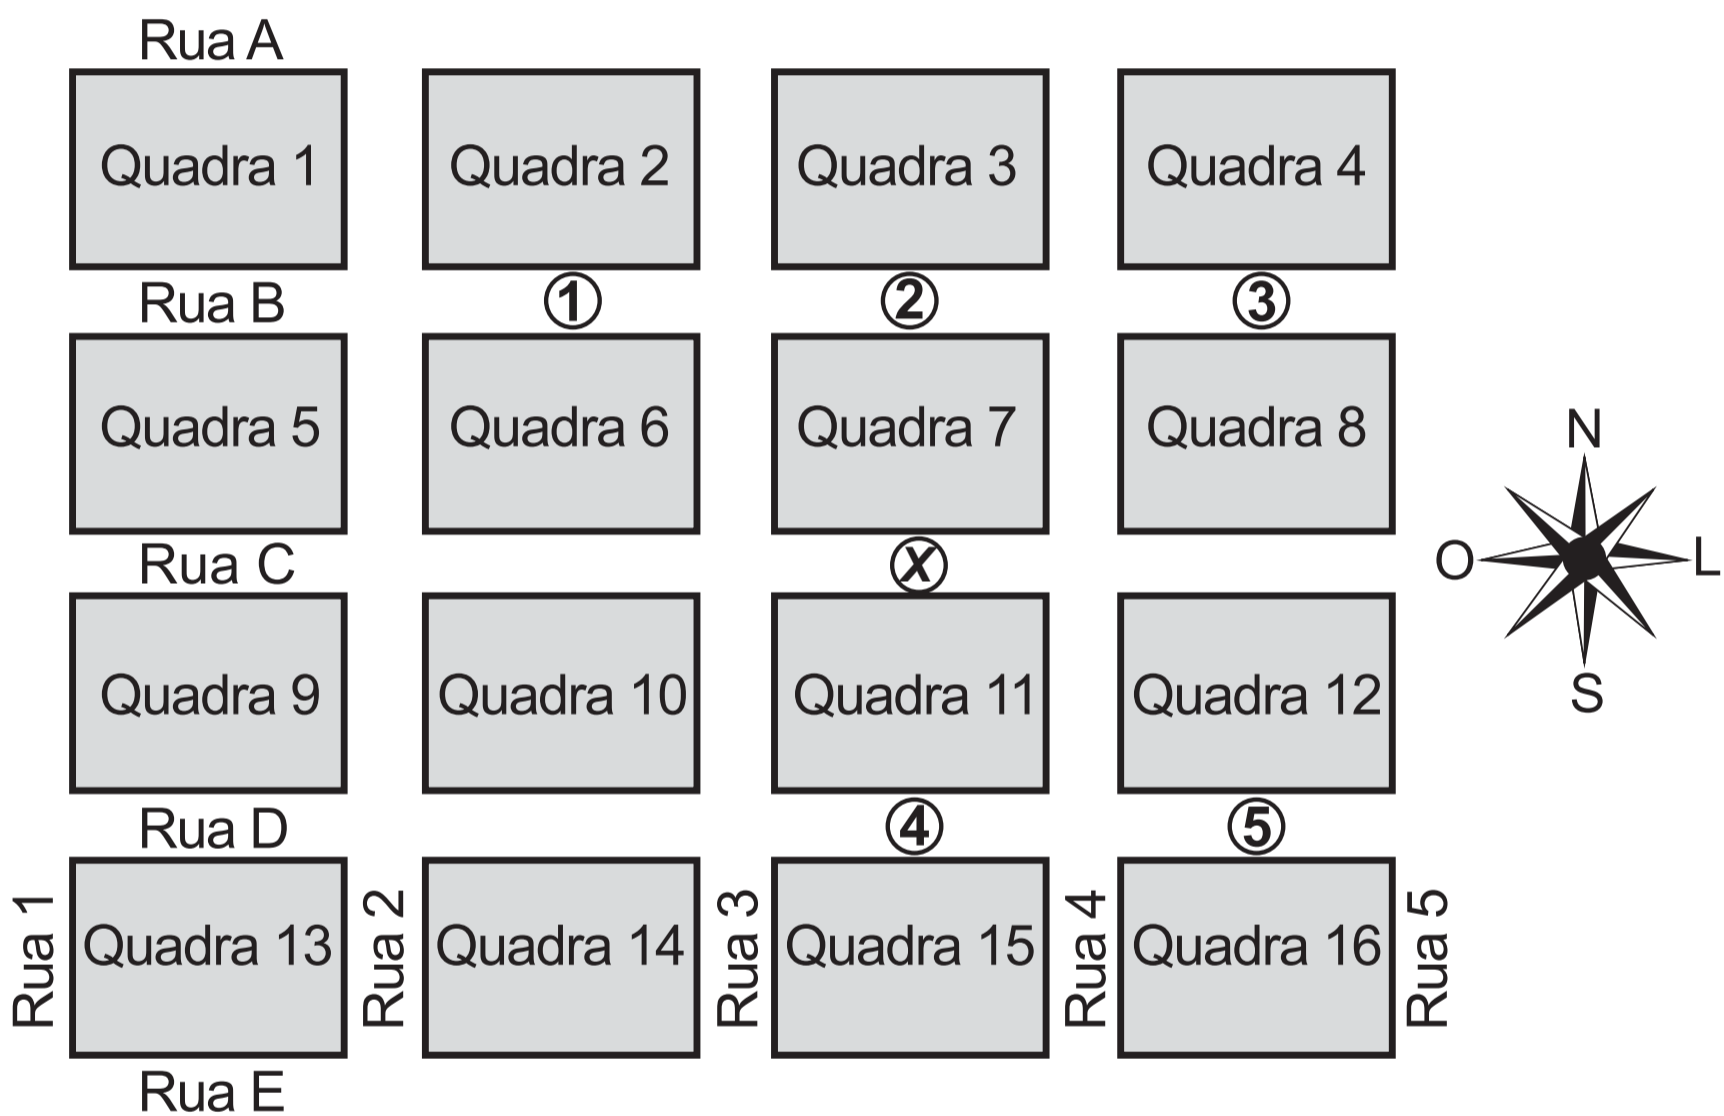 Rua A
Quadra 1 Quadra 2 Quadra 3 Quadra 4
Rua B 1 2 3
Quadra 5 Quadra 6 Quadra 7 Quadra 8
N
O L
S
Rua C X
Quadra 9 Quadra 10 Quadra 11 Quadra 12
Rua D 4 5
Rua 1 Quadra 13 Rua 2 Quadra 14 Rua 3 Quadra 15 Rua 4 Quadra 16 Rua 5
Rua E